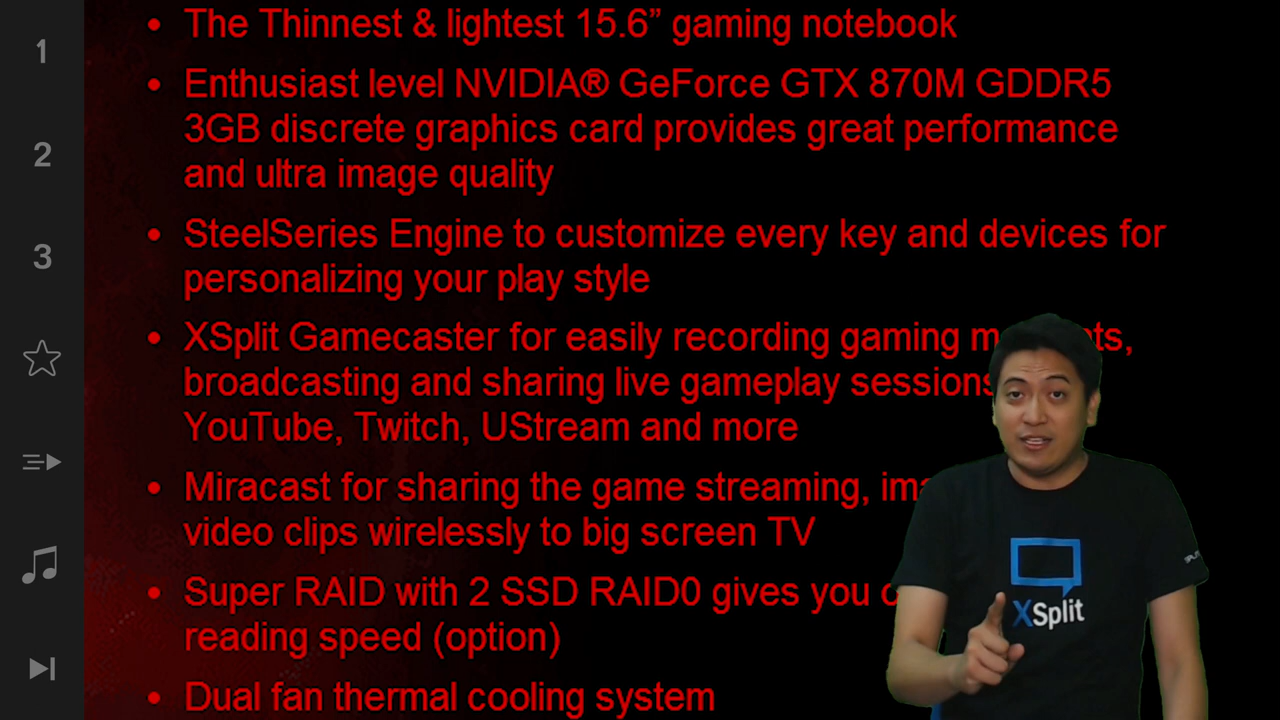 1
2
3
• The Thinnest & lightest 15.6” gaming notebook
• Enthusiast level NVIDIA® GeForce GTX 870M GDDR5
3GB discrete graphics card provides great performance
and ultra image quality
• SteelSeries Engine to customize every key and devices for
personalizing your play style
• XSplit Gamecaster for easily recording gaming
broadcasting and sharing live gameplay sessions
YouTube, Twitch, UStream and more
• Miracast for sharing the game streaming,
video clips wirelessly to big screen TV
• Super RAID with 2 SSD RAID0 gives you
reading speed (option)
• Dual fan thermal cooling system
XSplit